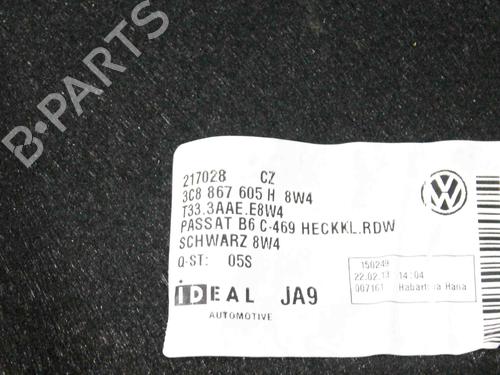 B-PARTS
217028 CZ
3C8 867 605 H 8W4
T33.3AAE.E8W4
PASSAT B6 C-469 HECKKL.RDW
SCHWARZ 8W4
Q-ST: 05S
150249
22.02.13 14:04
007161 Hana
IDEAL JA9
AUTOMOTIVE